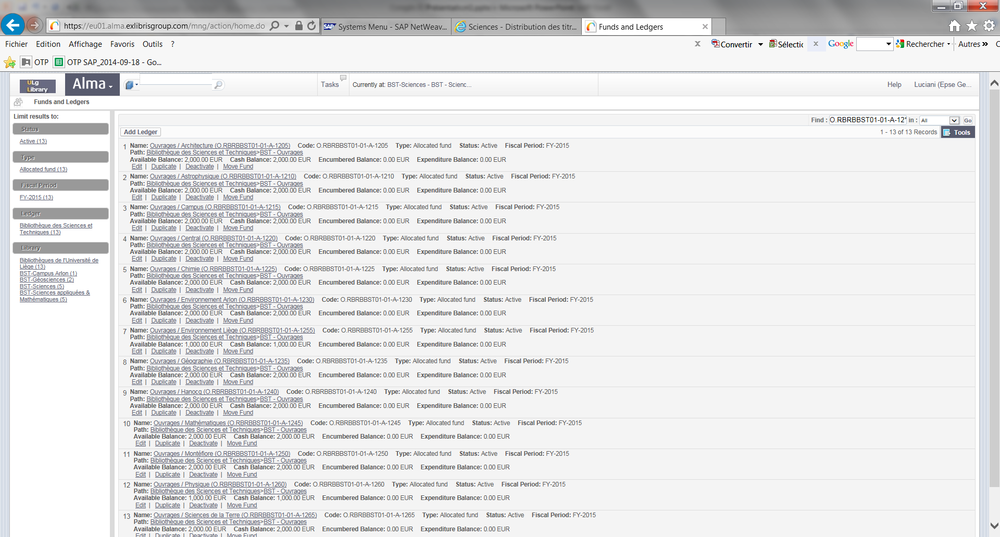 https://eu01.alma.exlibrisgroup.com/mng/action/home.do
SAP Systems Menu - SAP NetWeav...
Sciences - Distribution des titr...
Funds and Ledgers
Fichier Edition Affichage Favoris Outils ?
x Convertir Sélectic x Google Rechercher Autres »
OTP OTP SAP_2014-09-18 - Go...
ULg Library
Alma
Tasks
Currently at: BST-Sciences - BST - Scienc...
Help
Luciani (Epse Ge...
Funds and Ledgers
Limit results to:
Status
Active (13)
Type
Allocated fund (13)
Fiscal Period
FY-2015 (13)
Ledger
Bibliothèque des Sciences et
Techniques (13)
Library
Bibliothèques de l'Université de
Liège (13)
BST-Campus Arlon (1)
BST-Géosciences (2)
BST-Sciences (5)
BST-Sciences appliquées &
Mathématiques (5)
Find : O.RBRBBST01-01-A-12* in : All Go
Add Ledger
1 - 13 of 13 Records Tools
1 Name: Ouvrages / Architecture (O.RBRBBST01-01-A-1205) Code: O.RBRBBST01-01-A-1205 Type: Allocated fund Status: Active Fiscal Period: FY-2015
Path: Bibliothèque des Sciences et Techniques>BST - Ouvrages
Available Balance: 2,000.00 EUR Cash Balance: 2,000.00 EUR Encumbered Balance: 0.00 EUR Expenditure Balance: 0.00 EUR
Edit | Duplicate | Deactivate | Move Fund
2 Name: Ouvrages / Astrophysique (O.RBRBBST01-01-A-1210) Code: O.RBRBBST01-01-A-1210 Type: Allocated fund Status: Active Fiscal Period: FY-2015
Path: Bibliothèque des Sciences et Techniques>BST - Ouvrages
Available Balance: 2,000.00 EUR Cash Balance: 2,000.00 EUR Encumbered Balance: 0.00 EUR Expenditure Balance: 0.00 EUR
Edit | Duplicate | Deactivate | Move Fund
3 Name: Ouvrages / Campus (O.RBRBBST01-01-A-1215) Code: O.RBRBBST01-01-A-1215 Type: Allocated fund Status: Active Fiscal Period: FY-2015
Path: Bibliothèque des Sciences et Techniques>BST - Ouvrages
Available Balance: 2,000.00 EUR Cash Balance: 2,000.00 EUR Encumbered Balance: 0.00 EUR Expenditure Balance: 0.00 EUR
Edit | Duplicate | Deactivate | Move Fund
4 Name: Ouvrages / Central (O.RBRBBST01-01-A-1220) Code: O.RBRBBST01-01-A-1220 Type: Allocated fund Status: Active Fiscal Period: FY-2015
Path: Bibliothèque des Sciences et Techniques>BST - Ouvrages
Available Balance: 2,000.00 EUR Cash Balance: 2,000.00 EUR Encumbered Balance: 0.00 EUR Expenditure Balance: 0.00 EUR
Edit | Duplicate | Deactivate | Move Fund
5 Name: Ouvrages / Chimie (O.RBRBBST01-01-A-1225) Code: O.RBRBBST01-01-A-1225 Type: Allocated fund Status: Active Fiscal Period: FY-2015
Path: Bibliothèque des Sciences et Techniques>BST - Ouvrages
Available Balance: 2,000.00 EUR Cash Balance: 2,000.00 EUR Encumbered Balance: 0.00 EUR Expenditure Balance: 0.00 EUR
Edit | Duplicate | Deactivate | Move Fund
6 Name: Ouvrages / Environnement Arlon (O.RBRBBST01-01-A-1230) Code: O.RBRBBST01-01-A-1230 Type: Allocated fund Status: Active Fiscal Period: FY-2015
Path: Bibliothèque des Sciences et Techniques>BST - Ouvrages
Available Balance: 2,000.00 EUR Cash Balance: 2,000.00 EUR Encumbered Balance: 0.00 EUR Expenditure Balance: 0.00 EUR
Edit | Duplicate | Deactivate | Move Fund
7 Name: Ouvrages / Environnement Liège (O.RBRBBST01-01-A-1255) Code: O.RBRBBST01-01-A-1255 Type: Allocated fund Status: Active Fiscal Period: FY-2015
Path: Bibliothèque des Sciences et Techniques>BST - Ouvrages
Available Balance: 1,000.00 EUR Cash Balance: 1,000.00 EUR Encumbered Balance: 0.00 EUR Expenditure Balance: 0.00 EUR
Edit | Duplicate | Deactivate | Move Fund
8 Name: Ouvrages / Géographie (O.RBRBBST01-01-A-1235) Code: O.RBRBBST01-01-A-1235 Type: Allocated fund Status: Active Fiscal Period: FY-2015
Path: Bibliothèque des Sciences et Techniques>BST - Ouvrages
Available Balance: 2,000.00 EUR Cash Balance: 2,000.00 EUR Encumbered Balance: 0.00 EUR Expenditure Balance: 0.00 EUR
Edit | Duplicate | Deactivate | Move Fund
9 Name: Ouvrages / Hanocq (O.RBRBBST01-01-A-1240) Code: O.RBRBBST01-01-A-1240 Type: Allocated fund Status: Active Fiscal Period: FY-2015
Path: Bibliothèque des Sciences et Techniques>BST - Ouvrages
Available Balance: 2,000.00 EUR Cash Balance: 2,000.00 EUR Encumbered Balance: 0.00 EUR Expenditure Balance: 0.00 EUR
Edit | Duplicate | Deactivate | Move Fund
10 Name: Ouvrages / Mathématiques (O.RBRBBST01-01-A-1245) Code: O.RBRBBST01-01-A-1245 Type: Allocated fund Status: Active Fiscal Period: FY-2015
Path: Bibliothèque des Sciences et Techniques>BST - Ouvrages
Available Balance: 2,000.00 EUR Cash Balance: 2,000.00 EUR Encumbered Balance: 0.00 EUR Expenditure Balance: 0.00 EUR
Edit | Duplicate | Deactivate | Move Fund
11 Name: Ouvrages / Montéfiore (O.RBRBBST01-01-A-1250) Code: O.RBRBBST01-01-A-1250 Type: Allocated fund Status: Active Fiscal Period: FY-2015
Path: Bibliothèque des Sciences et Techniques>BST - Ouvrages
Available Balance: 2,000.00 EUR Cash Balance: 2,000.00 EUR Encumbered Balance: 0.00 EUR Expenditure Balance: 0.00 EUR
Edit | Duplicate | Deactivate | Move Fund
12 Name: Ouvrages / Physique (O.RBRBBST01-01-A-1260) Code: O.RBRBBST01-01-A-1260 Type: Allocated fund Status: Active Fiscal Period: FY-2015
Path: Bibliothèque des Sciences et Techniques>BST - Ouvrages
Available Balance: 1,000.00 EUR Cash Balance: 1,000.00 EUR Encumbered Balance: 0.00 EUR Expenditure Balance: 0.00 EUR
Edit | Duplicate | Deactivate | Move Fund
13 Name: Ouvrages / Sciences de la Terre (O.RBRBBST01-01-A-1265) Code: O.RBRBBST01-01-A-1265 Type: Allocated fund Status: Active Fiscal Period: FY-2015
Path: Bibliothèque des Sciences et Techniques>BST - Ouvrages
Available Balance: 2,000.00 EUR Cash Balance: 2,000.00 EUR Encumbered Balance: 0.00 EUR Expenditure Balance: 0.00 EUR
Edit | Duplicate | Deactivate | Move Fund